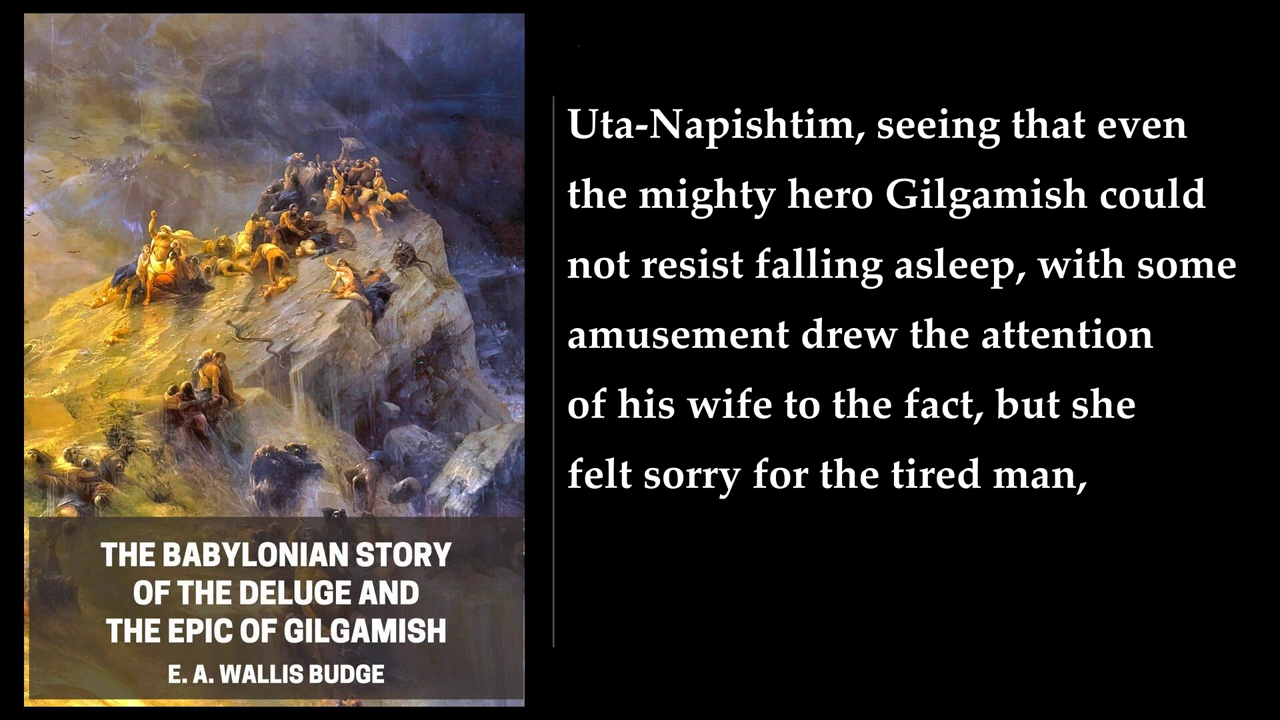 Uta-Napishtim, seeing that even
the mighty hero Gilgamish could
not resist falling asleep, with some
amusement drew the attention
of his wife to the fact, but she
felt sorry for the tired man,
THE BABYLONIAN STORY
OF THE DELUGE AND
THE EPIC OF GILGAMISH
E. A. WALLIS BUDGE